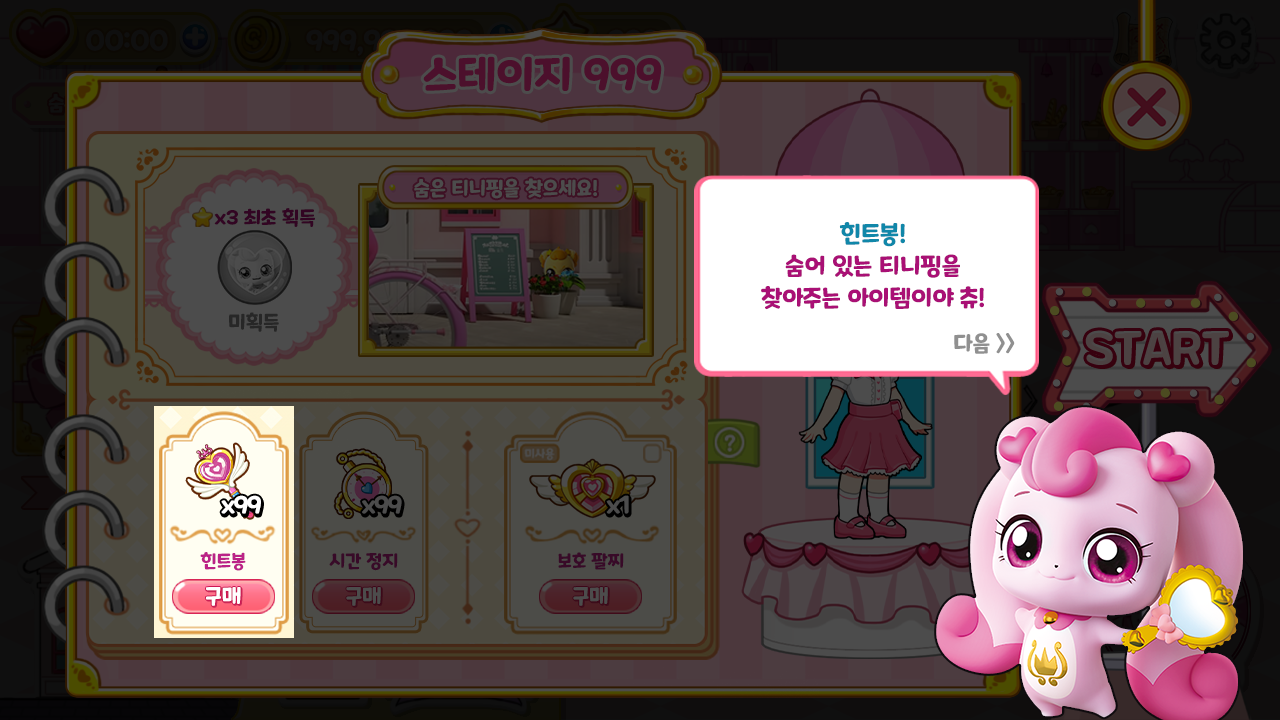 00:00
스테이지 999
x3 최초 획득
미획득
숨은 티니핑을 찾으세요!
힌트봉!
숨어 있는 티니핑을
찾아주는 아이템이야 츄!
다음
START
x99
힌트봉
구매
x99
시간 정지
구매
미사용
x1
보호 팔찌
구매
?